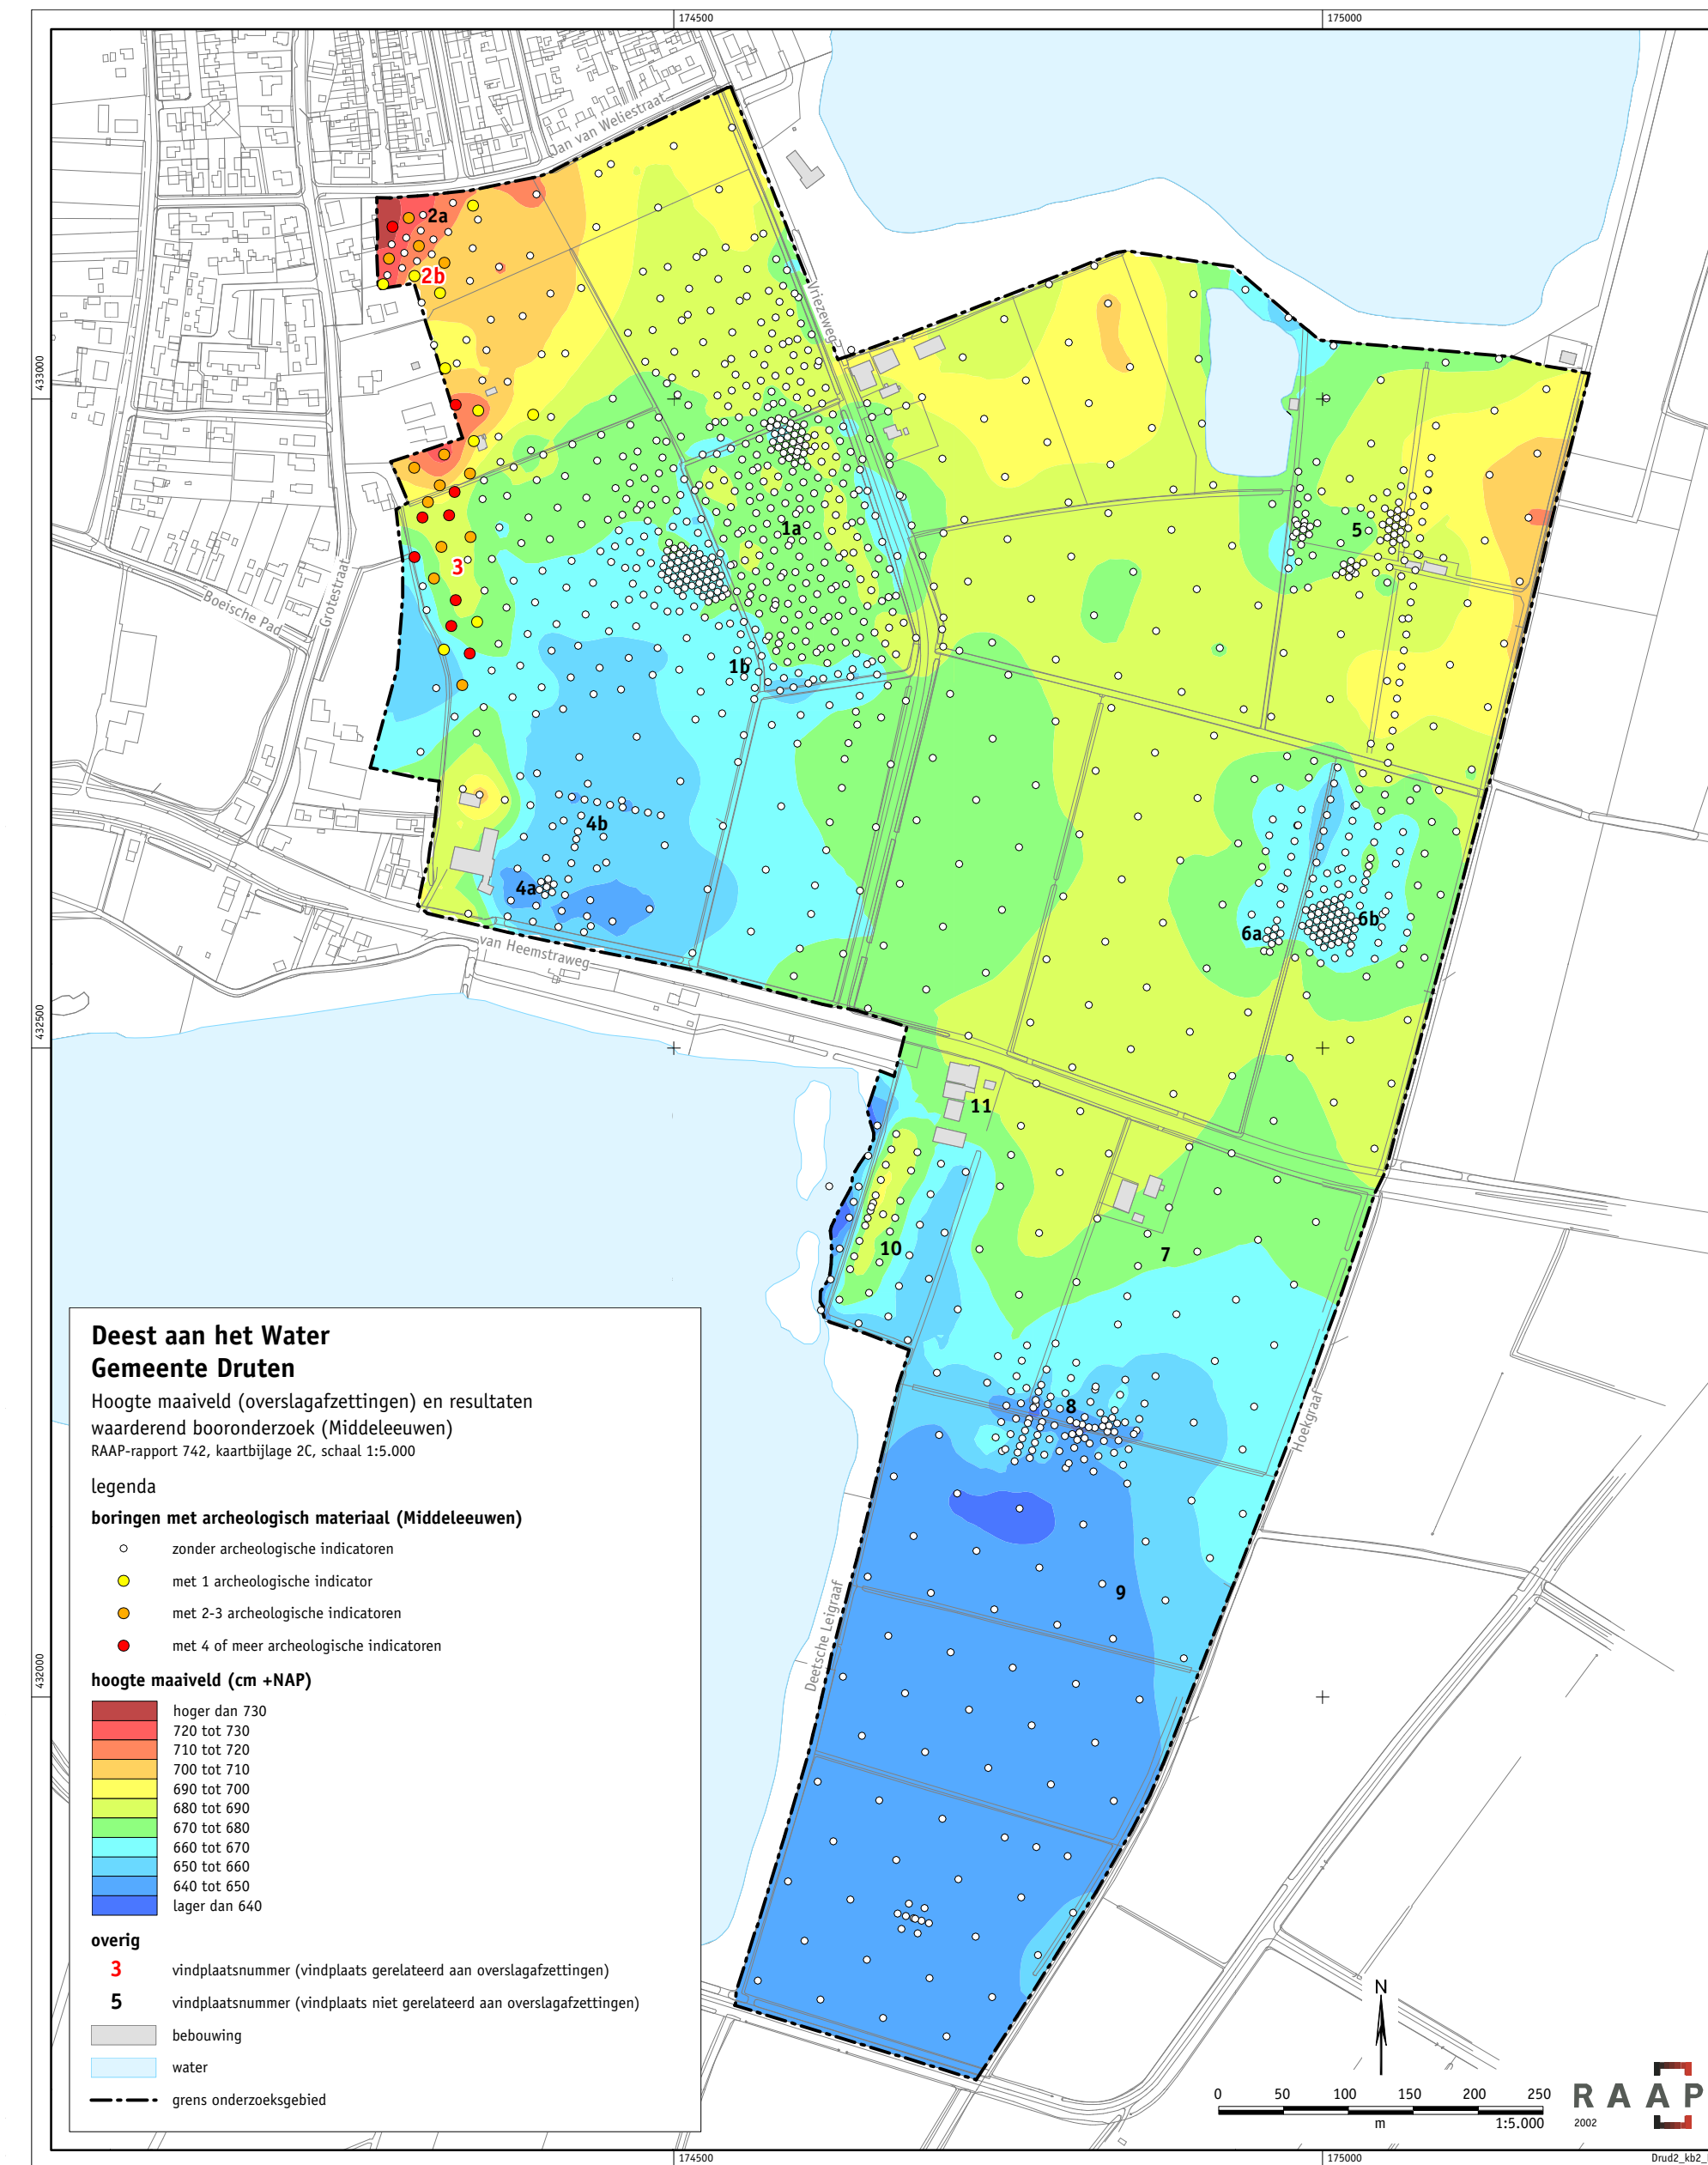 174500
175000
Jan van Weliestraat
2a
2b
Vriezeweg
433000
1a
5
3
Boeische Pad
Grotestraat
1b
4b
4a
6a
6b
van Heemstraweg
432500
11
10
7
8
Hoekgraaf
9
Deetsche Leigraaf
432000
Deest aan het Water
Gemeente Druten
Hoogte maaiveld (overslagafzettingen) en resultaten
waarderend booronderzoek (Middeleeuwen)
RAAP-rapport 742, kaartbijlage 2C, schaal 1:5.000
legenda
boringen met archeologisch materiaal (Middeleeuwen)
zonder archeologische indicatoren
met 1 archeologische indicator
met 2-3 archeologische indicatoren
met 4 of meer archeologische indicatoren
hoogte maaiveld (cm +NAP)
hoger dan 730
720 tot 730
710 tot 720
700 tot 710
690 tot 700
680 tot 690
670 tot 680
660 tot 670
650 tot 660
640 tot 650
lager dan 640
overig
3 vindplaatsnummer (vindplaats gerelateerd aan overslagafzettingen)
5 vindplaatsnummer (vindplaats niet gerelateerd aan overslagafzettingen)
bebouwing
water
grens onderzoeksgebied
N
0 50 100 150 200 250
m 1:5.000
RAAP
2002
174500
175000
Drud2_kb2_